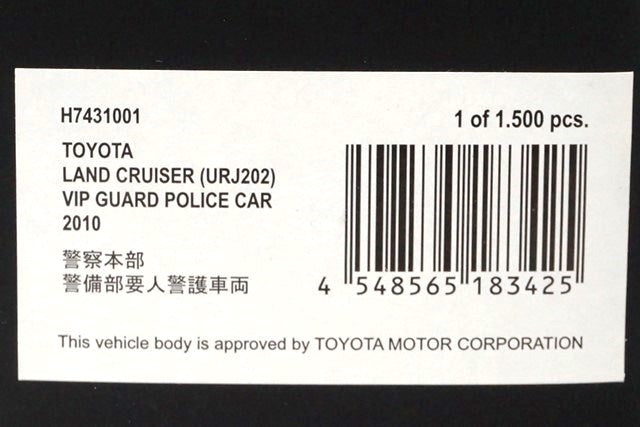 H7431001
1 of 1.500 pcs.
TOYOTA
LAND CRUISER (URJ202)
VIP GUARD POLICE CAR
2010
警察本部
警備部要人警護車両
4 548565 183425
This vehicle body is approved by TOYOTA MOTOR CORPORATION